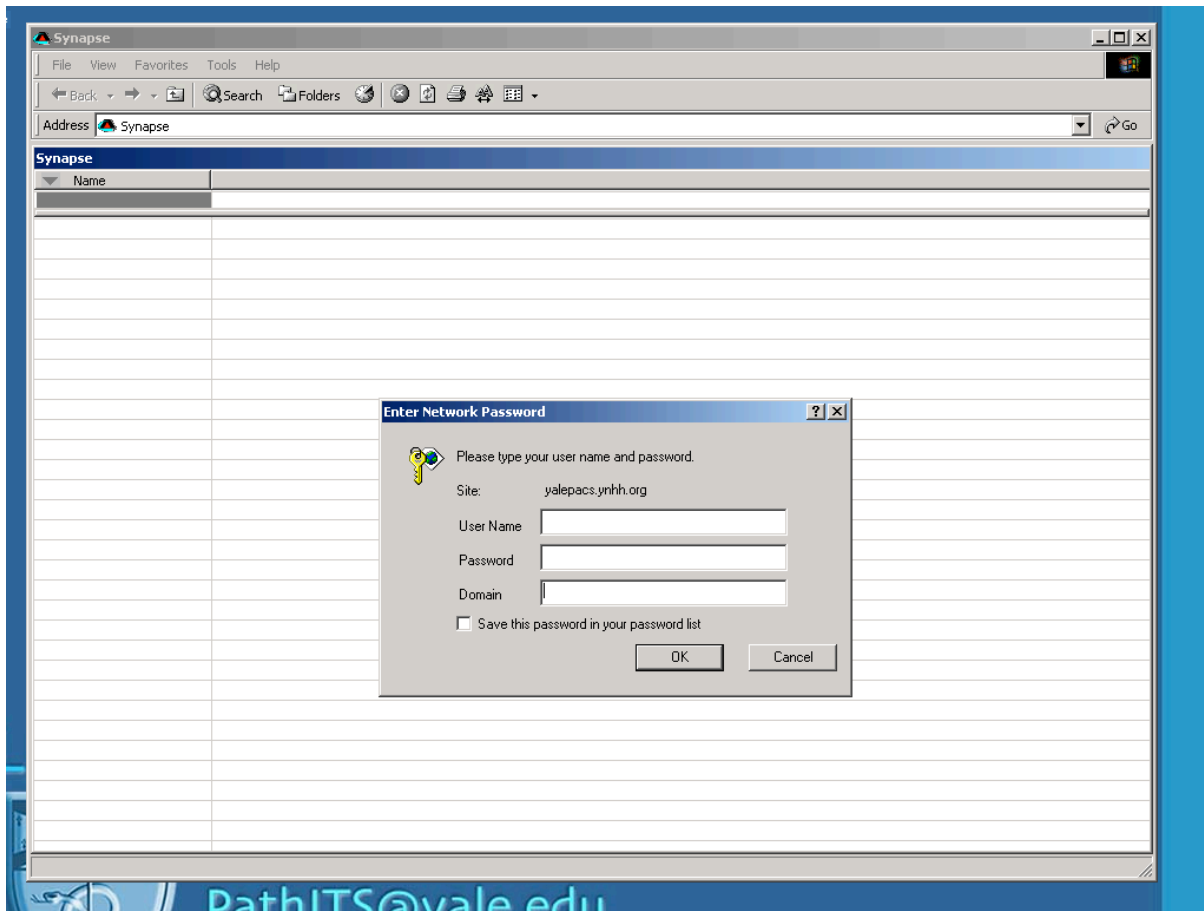 Synapse
File View Favorites Tools Help
Back Search Folders
Address Synapse Go
Synapse
Name
Enter Network Password
Please type your user name and password.
Site: yalepacs.ynhh.org
User Name
Password
Domain
Save this password in your password list
OK Cancel
PathITS@yale.edu